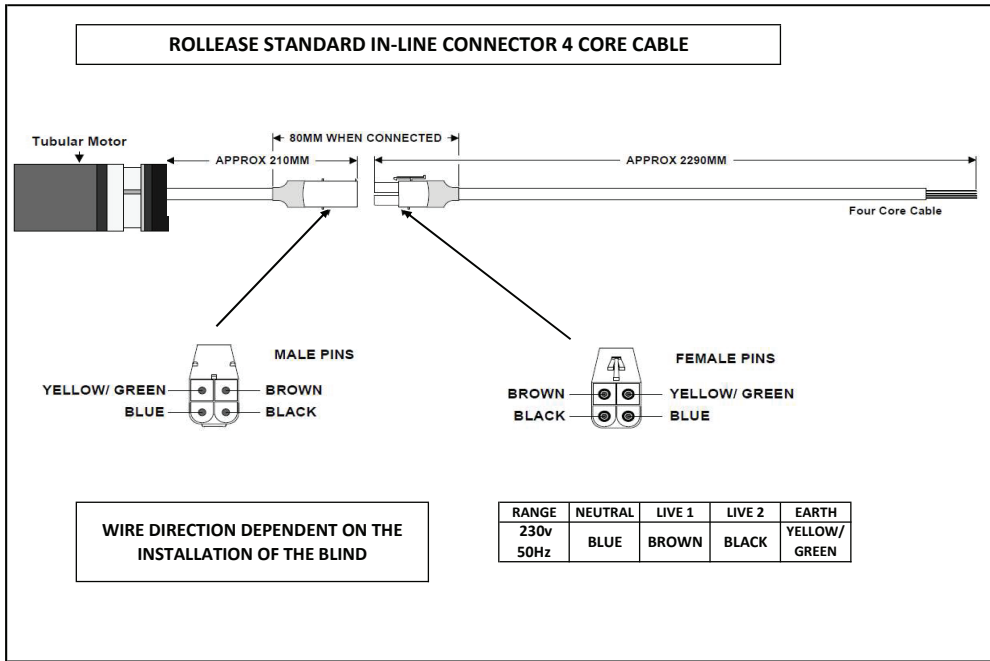 ROLLEASE STANDARD IN-LINE CONNECTOR 4 CORE CABLE
80MM WHEN CONNECTED
Tubular Motor
APPROX 210MM
APPROX 2290MM
Four Core Cable
MALE PINS
YELLOW/ GREEN
BROWN
BLUE
BLACK
FEMALE PINS
BROWN
YELLOW/ GREEN
BLACK
BLUE
WIRE DIRECTION DEPENDENT ON THE
INSTALLATION OF THE BLIND
RANGE NEUTRAL LIVE 1 LIVE 2 EARTH
230v
50Hz
BLUE
BROWN
BLACK
YELLOW/
GREEN